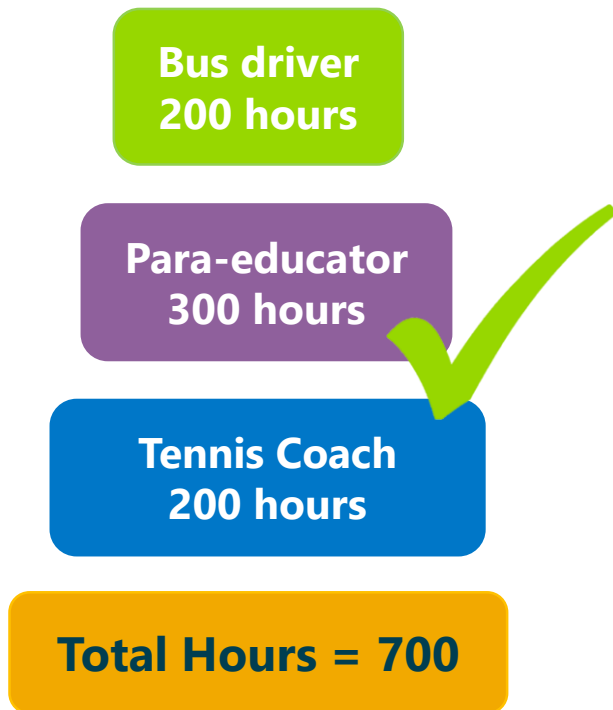 Bus driver
200 hours
Para-educator
300 hours
Tennis Coach
200 hours
Total Hours = 700